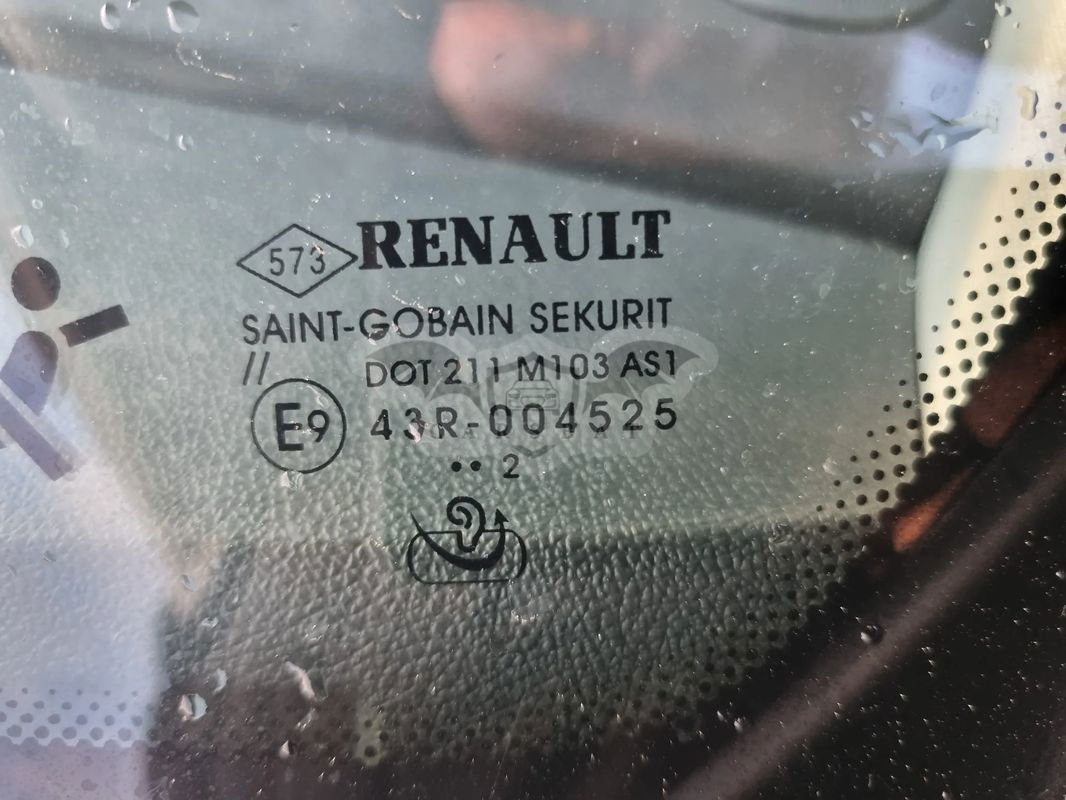 573 RENAULT
SAINT-GOBAIN SEKURIT
// DOT 211 M103 AS1
E9 43R-004525
•• 2